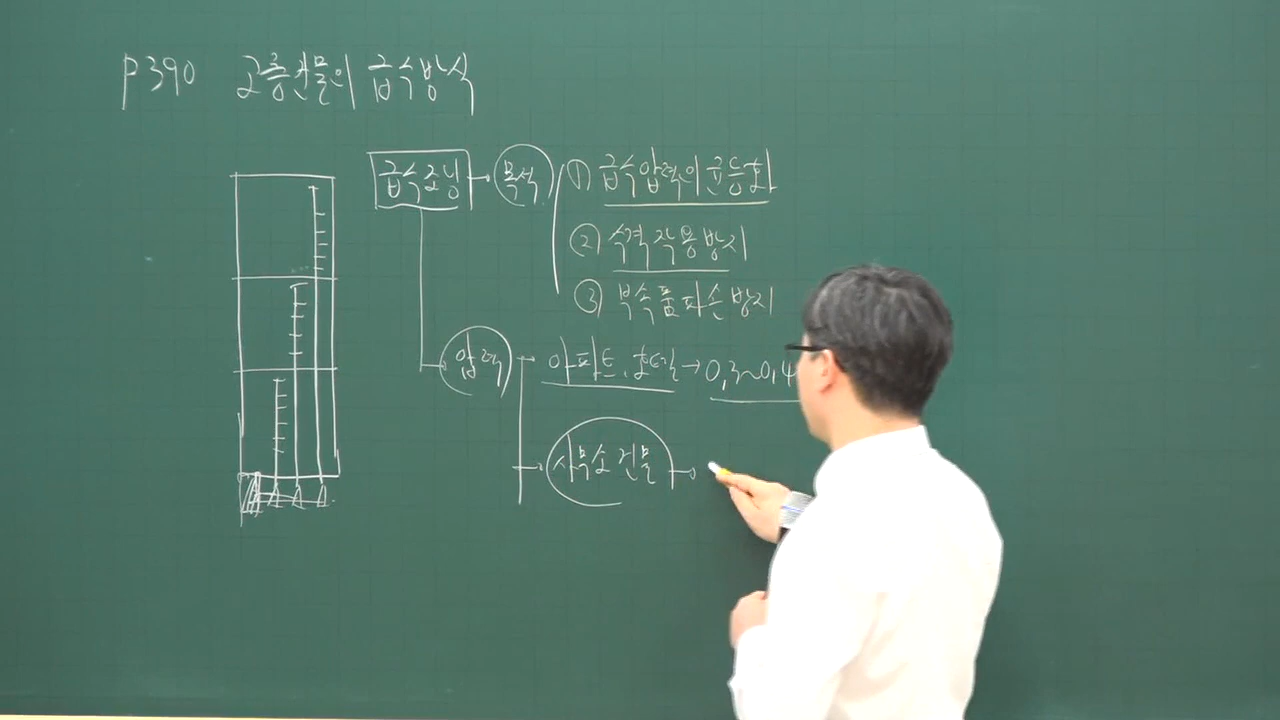 P390 고층건물의 급수방식
급수조닝 목적 ① 급수압력의 균등화
② 수격작용방지
③ 부속품파손방지
압력 아파트, 호텔 → 0.3~0.4
사무소건물